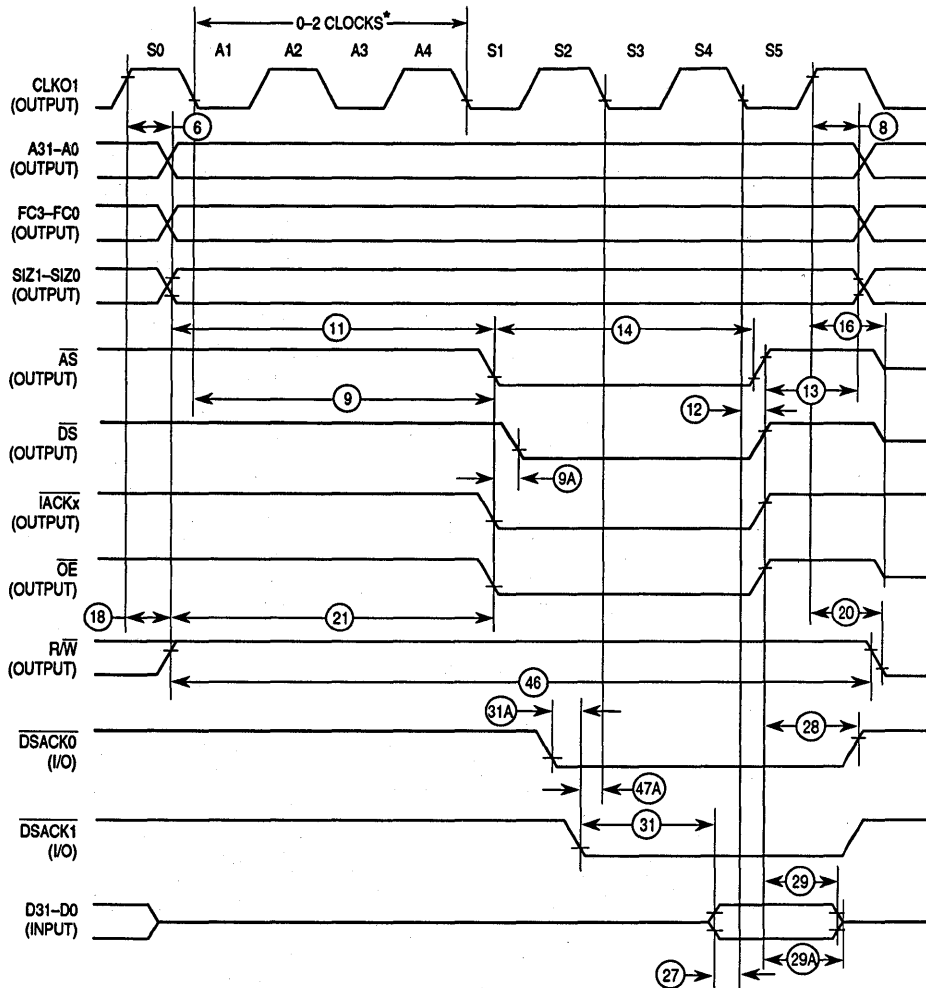 0–2 CLOCKS*
S0 A1 A2 A3 A4 S1 S2 S3 S4 S5
CLKO1
(OUTPUT)
6
8
A31–A0
(OUTPUT)
FC3–FC0
(OUTPUT)
SIZ1–SIZ0
(OUTPUT)
11
14
16
AS
(OUTPUT)
9
12
13
DS
(OUTPUT)
9A
IACKx
(OUTPUT)
OE
(OUTPUT)
18
21
20
R/W
(OUTPUT)
46
31A
28
DSACK0
(I/O)
47A
31
DSACK1
(I/O)
29
D31–D0
(INPUT)
29A
27